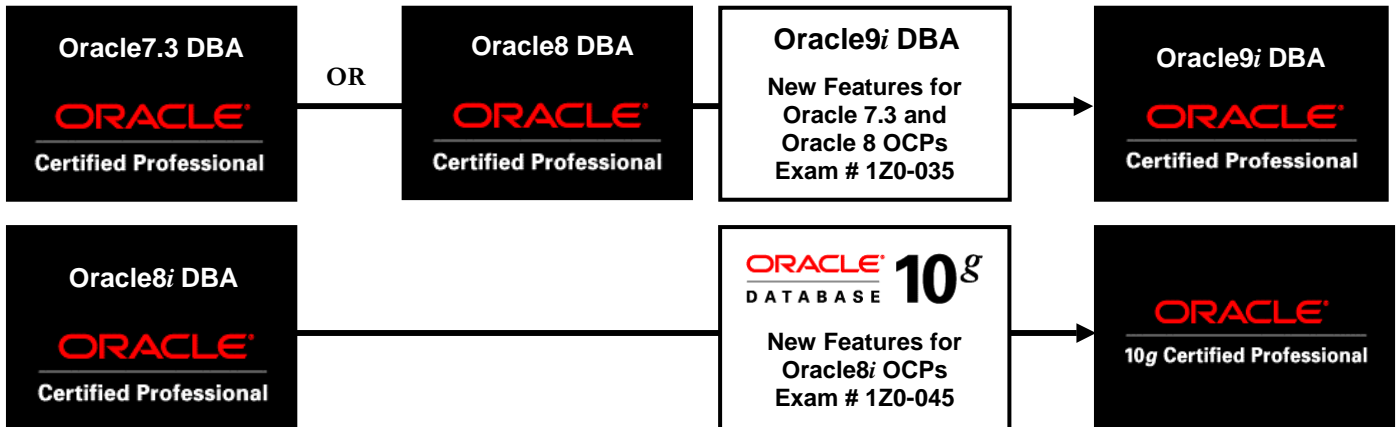 Oracle7.3 DBA
ORACLE®
Certified Professional
OR
Oracle8 DBA
ORACLE®
Certified Professional
Oracle9i DBA
New Features for
Oracle 7.3 and
Oracle 8 OCPs
Exam # 1Z0-035
Oracle9i DBA
ORACLE®
Certified Professional
Oracle8i DBA
ORACLE®
Certified Professional
ORACLE® 10g
DATABASE
New Features for
Oracle8i OCPs
Exam # 1Z0-045
ORACLE®
10g Certified Professional